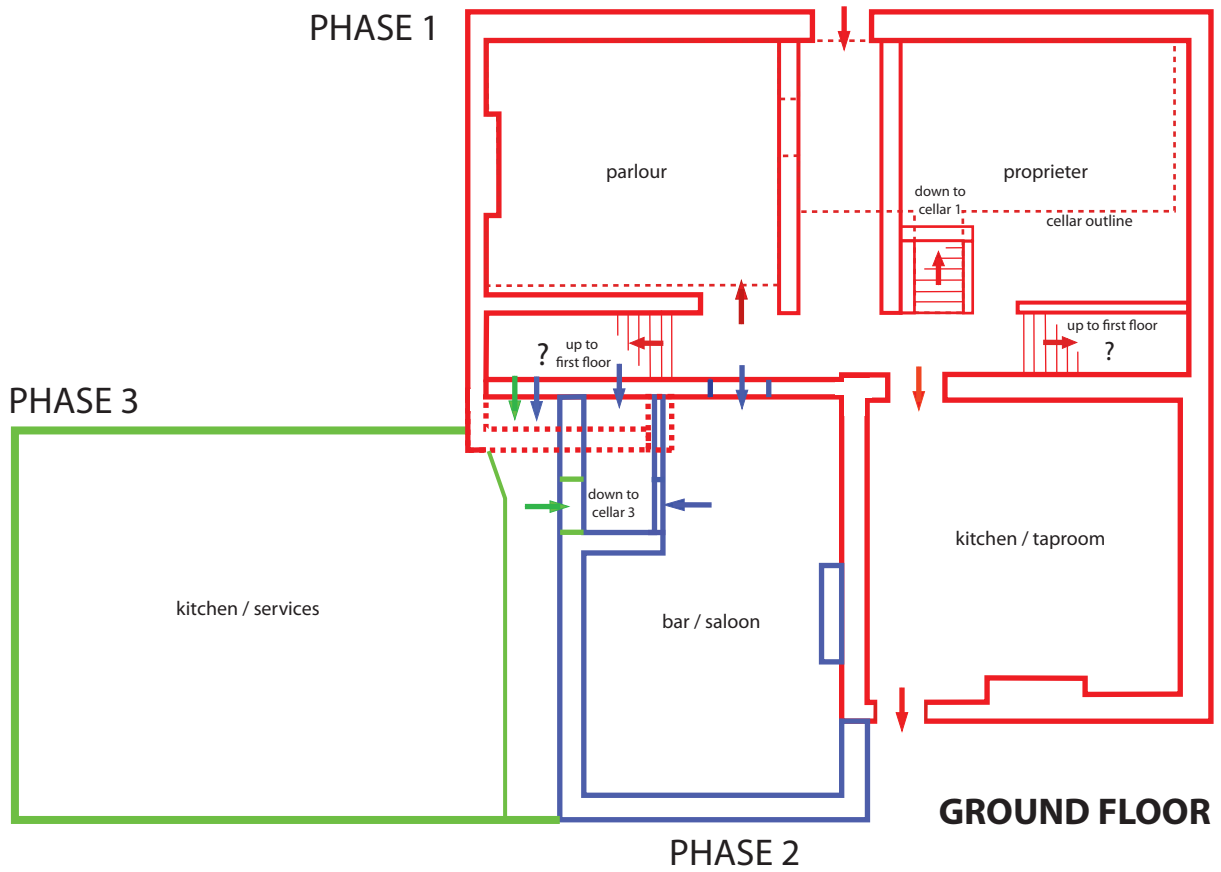 PHASE 1
parlour
proprieter
down to
cellar 1
cellar outline
up to
first floor
?
up to first floor
?
PHASE 3
down to
cellar 3
kitchen / taproom
kitchen / services
bar / saloon
GROUND FLOOR
PHASE 2